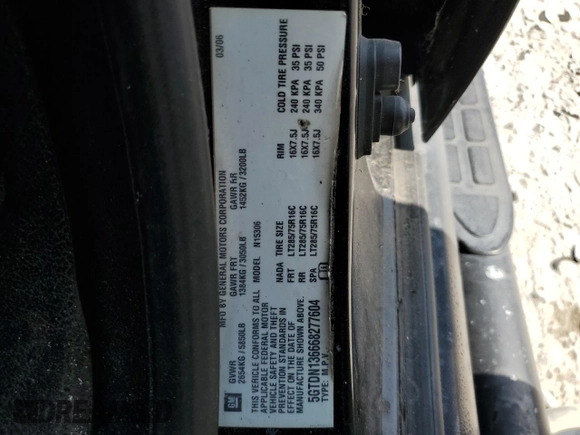 GM
MFG BY GENERAL MOTORS CORPORATION 03/06
GVWR GAWR FRT GAWR RR
2654KG / 5850LB 1384KG / 3050LB 1452KG / 3200LB
THIS VEHICLE CONFORMS TO ALL
APPLICABLE FEDERAL MOTOR
VEHICLE SAFETY AND THEFT
PREVENTION STANDARDS IN
EFFECT ON THE DATE OF
MANUFACTURE SHOWN ABOVE.
5GTDN136668277604
TYPE: M.P.V.
MODEL N15306
NADA TIRE SIZE RIM COLD TIRE PRESSURE
FRT LT285/75R16C 16X7.5J 240 KPA 35 PSI
RR LT285/75R16C 16X7.5J 240 KPA 35 PSI
SPA LT285/75R16C 16X7.5J 340 KPA 50 PSI